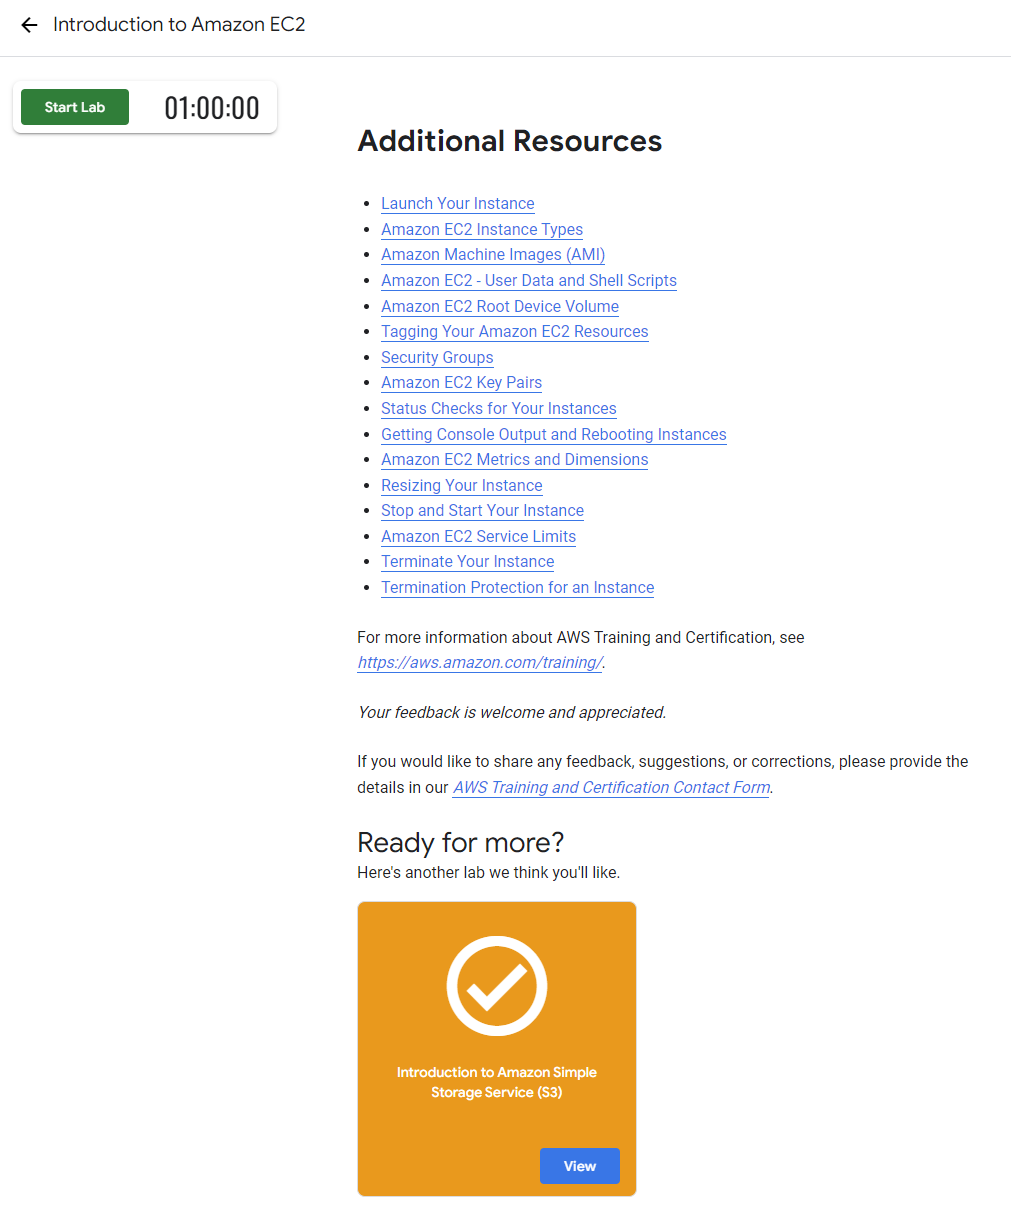 Introduction to Amazon EC2
Start Lab
01:00:00
Additional Resources
Launch Your Instance
Amazon EC2 Instance Types
Amazon Machine Images (AMI)
Amazon EC2 - User Data and Shell Scripts
Amazon EC2 Root Device Volume
Tagging Your Amazon EC2 Resources
Security Groups
Amazon EC2 Key Pairs
Status Checks for Your Instances
Getting Console Output and Rebooting Instances
Amazon EC2 Metrics and Dimensions
Resizing Your Instance
Stop and Start Your Instance
Amazon EC2 Service Limits
Terminate Your Instance
Termination Protection for an Instance
For more information about AWS Training and Certification, see
https://aws.amazon.com/training/.
Your feedback is welcome and appreciated.
If you would like to share any feedback, suggestions, or corrections, please provide the
details in our AWS Training and Certification Contact Form.
Ready for more?
Here's another lab we think you'll like.
Introduction to Amazon Simple
Storage Service (S3)
View